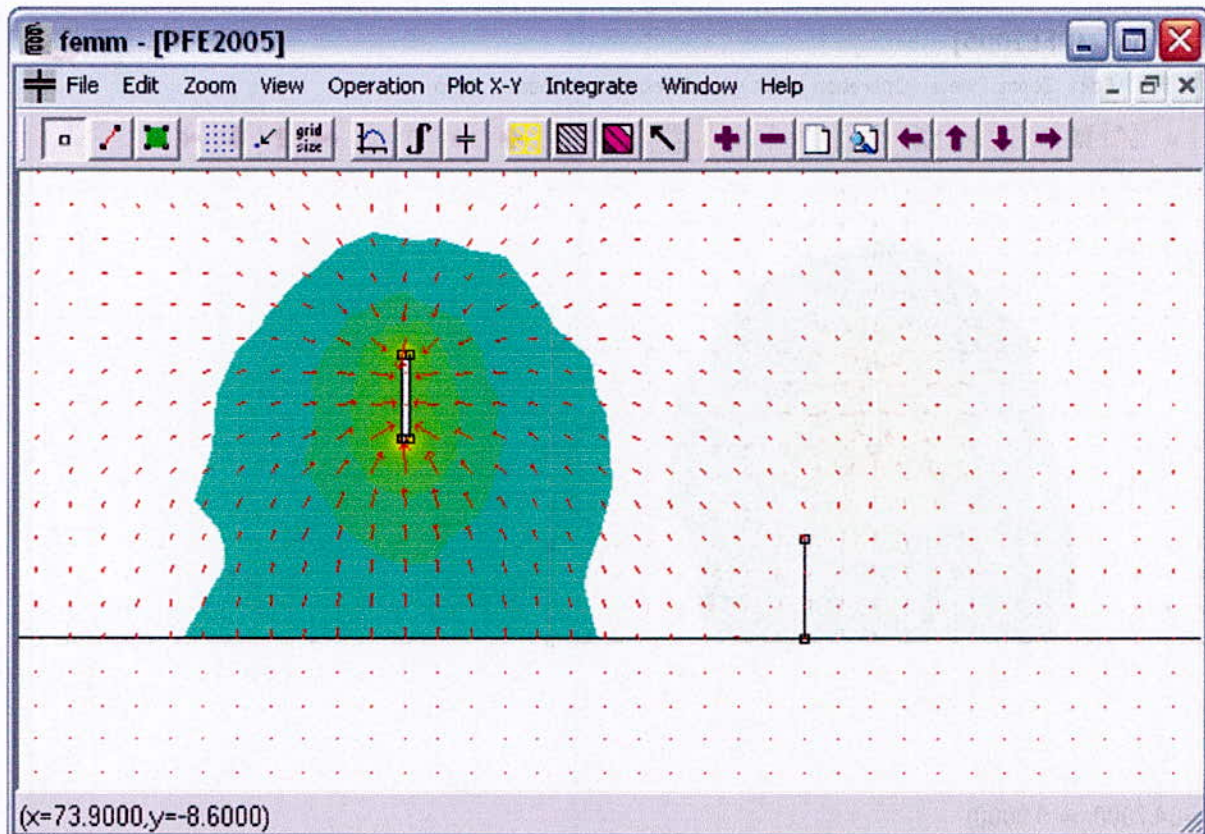 femm - [PFE2005]
File Edit Zoom View Operation Plot X-Y Integrate Window Help
grid
size
(x=73.9000,y=-8.6000)